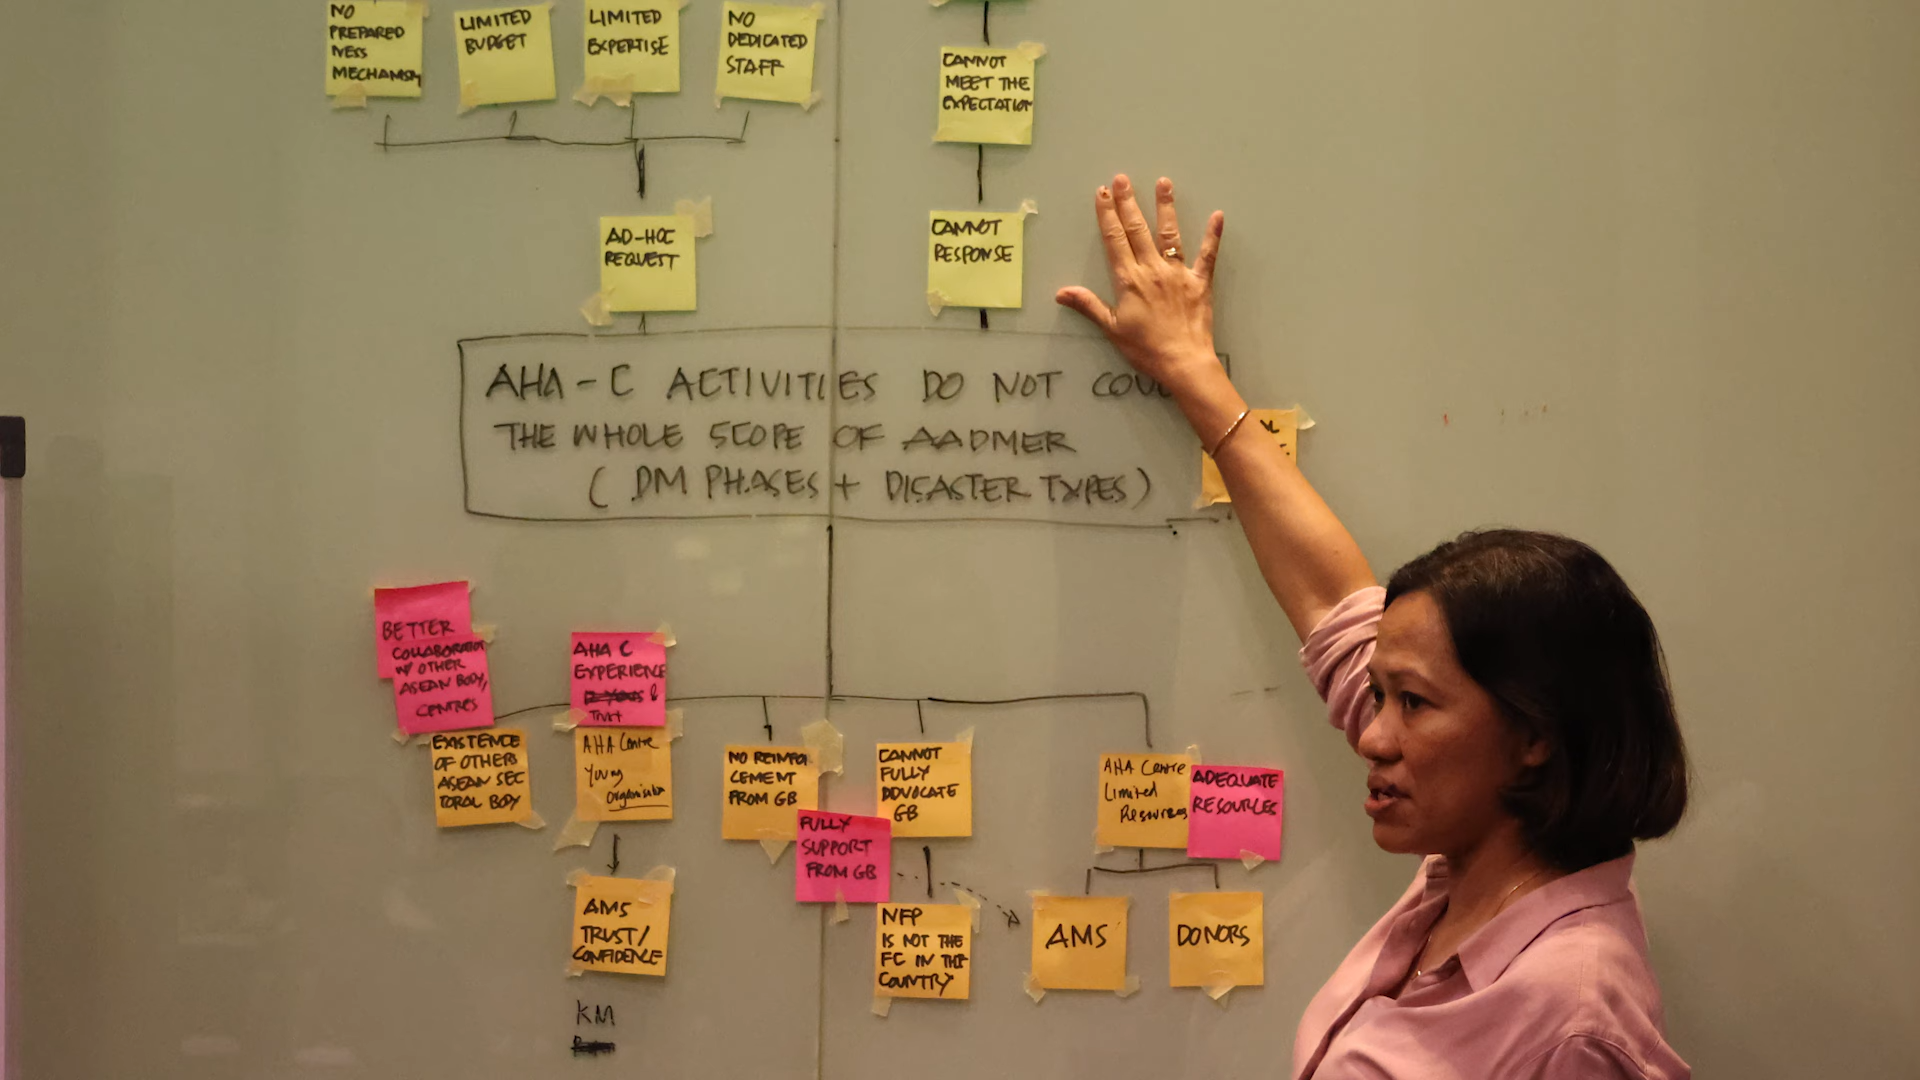 NO
PREPARED
NESS
MECHANISM
LIMITED
BUDGET
LIMITED
EXPERTISE
NO
DEDICATED
STAFF
CANNOT
MEET THE
EXPECTATION
AD-HOC
REQUEST
CANNOT
RESPONSE
AHA-C ACTIVITIES DO NOT
THE WHOLE SCOPE OF AADMER
(DM PHASES + DISASTER TYPES)
BETTER
COLLABORATION
W/ OTHER
ASEAN BODY,
CENTRES
AHA C
EXPERIENCE
&
TRUST
EXISTENCE
OF OTHERS
ASEAN SEC
TORAL BODY
AHA Centre
Young
Organisation
NO REINFO
CEMENT
FROM GB
CANNOT
FULLY
ADVOCATE
GB
FULLY
SUPPORT
FROM GB
AHA Centre
Limited
Resources
ADEQUATE
RESOURCES
AMS
TRUST/
CONFIDENCE
NFP
IS NOT THE
FC IN THE
COUNTRY
AMS
DONORS
KM